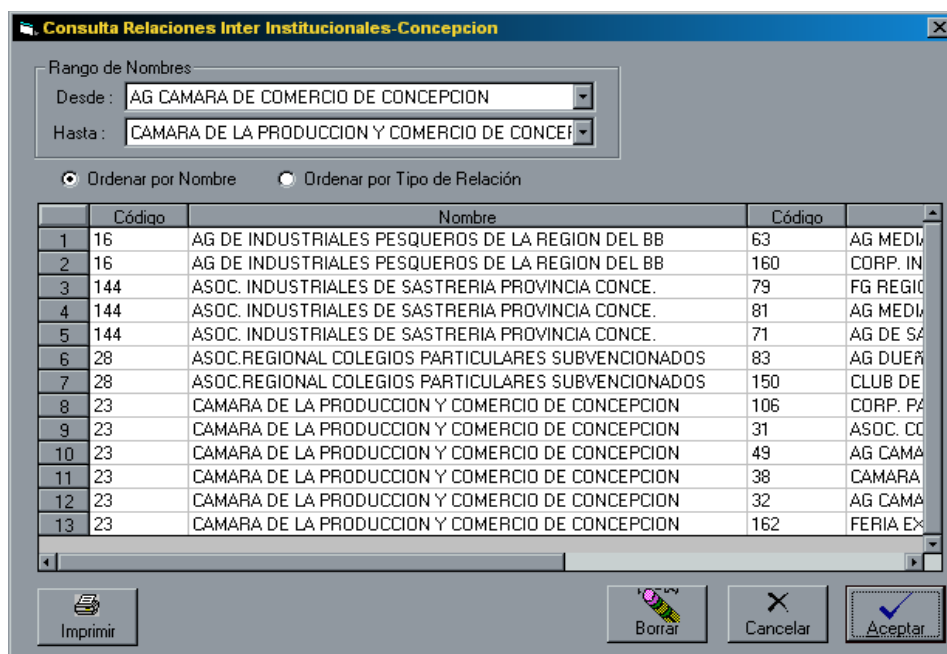 Consulta Relaciones Inter Institucionales-Concepcion
Rango de Nombres
Desde : AG CAMARA DE COMERCIO DE CONCEPCION
Hasta : CAMARA DE LA PRODUCCION Y COMERCIO DE CONCEF
Ordenar por Nombre Ordenar por Tipo de Relación
Código Nombre Código
1 16 AG DE INDUSTRIALES PESQUEROS DE LA REGION DEL BB 63 AG MEDI
2 16 AG DE INDUSTRIALES PESQUEROS DE LA REGION DEL BB 160 CORP. IN
3 144 ASOC. INDUSTRIALES DE SASTRERIA PROVINCIA CONCE. 79 FG REGI
4 144 ASOC. INDUSTRIALES DE SASTRERIA PROVINCIA CONCE. 81 AG MEDI
5 144 ASOC. INDUSTRIALES DE SASTRERIA PROVINCIA CONCE. 71 AG DE SA
6 28 ASOC.REGIONAL COLEGIOS PARTICULARES SUBVENCIONADOS 83 AG DUEÑ
7 28 ASOC.REGIONAL COLEGIOS PARTICULARES SUBVENCIONADOS 150 CLUB DE
8 23 CAMARA DE LA PRODUCCION Y COMERCIO DE CONCEPCION 106 CORP. PA
9 23 CAMARA DE LA PRODUCCION Y COMERCIO DE CONCEPCION 31 ASOC. CO
10 23 CAMARA DE LA PRODUCCION Y COMERCIO DE CONCEPCION 49 AG CAMA
11 23 CAMARA DE LA PRODUCCION Y COMERCIO DE CONCEPCION 38 CAMARA
12 23 CAMARA DE LA PRODUCCION Y COMERCIO DE CONCEPCION 32 AG CAMA
13 23 CAMARA DE LA PRODUCCION Y COMERCIO DE CONCEPCION 162 FERIA EX
Imprimir Borrar Cancelar Aceptar